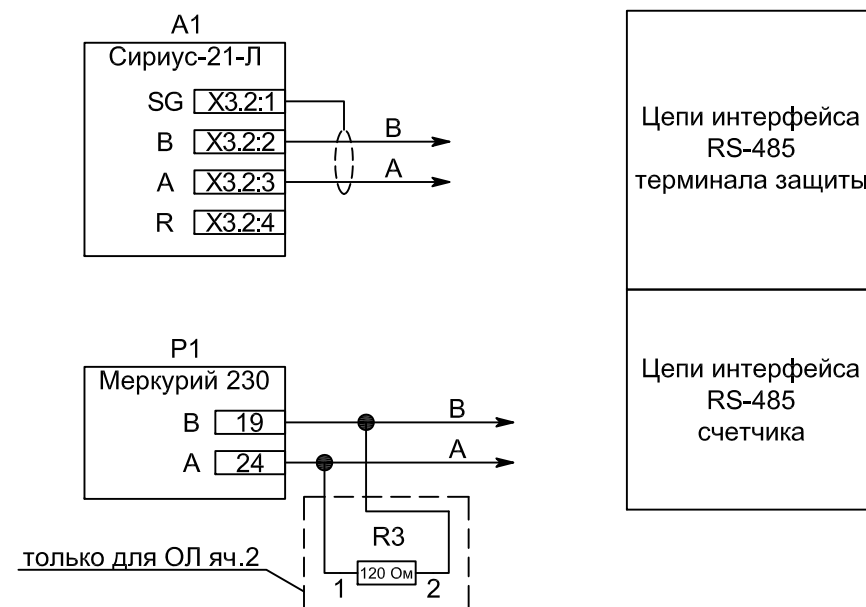 А1
Сириус-21-Л
SG X3.2:1
B X3.2:2 B
A X3.2:3 A
R X3.2:4
Цепи интерфейса
RS-485
терминала защиты
Р1
Меркурий 230
B 19 B
A 24 A
R3
1 120 Ом 2
только для ОЛ яч.2
Цепи интерфейса
RS-485
счетчика